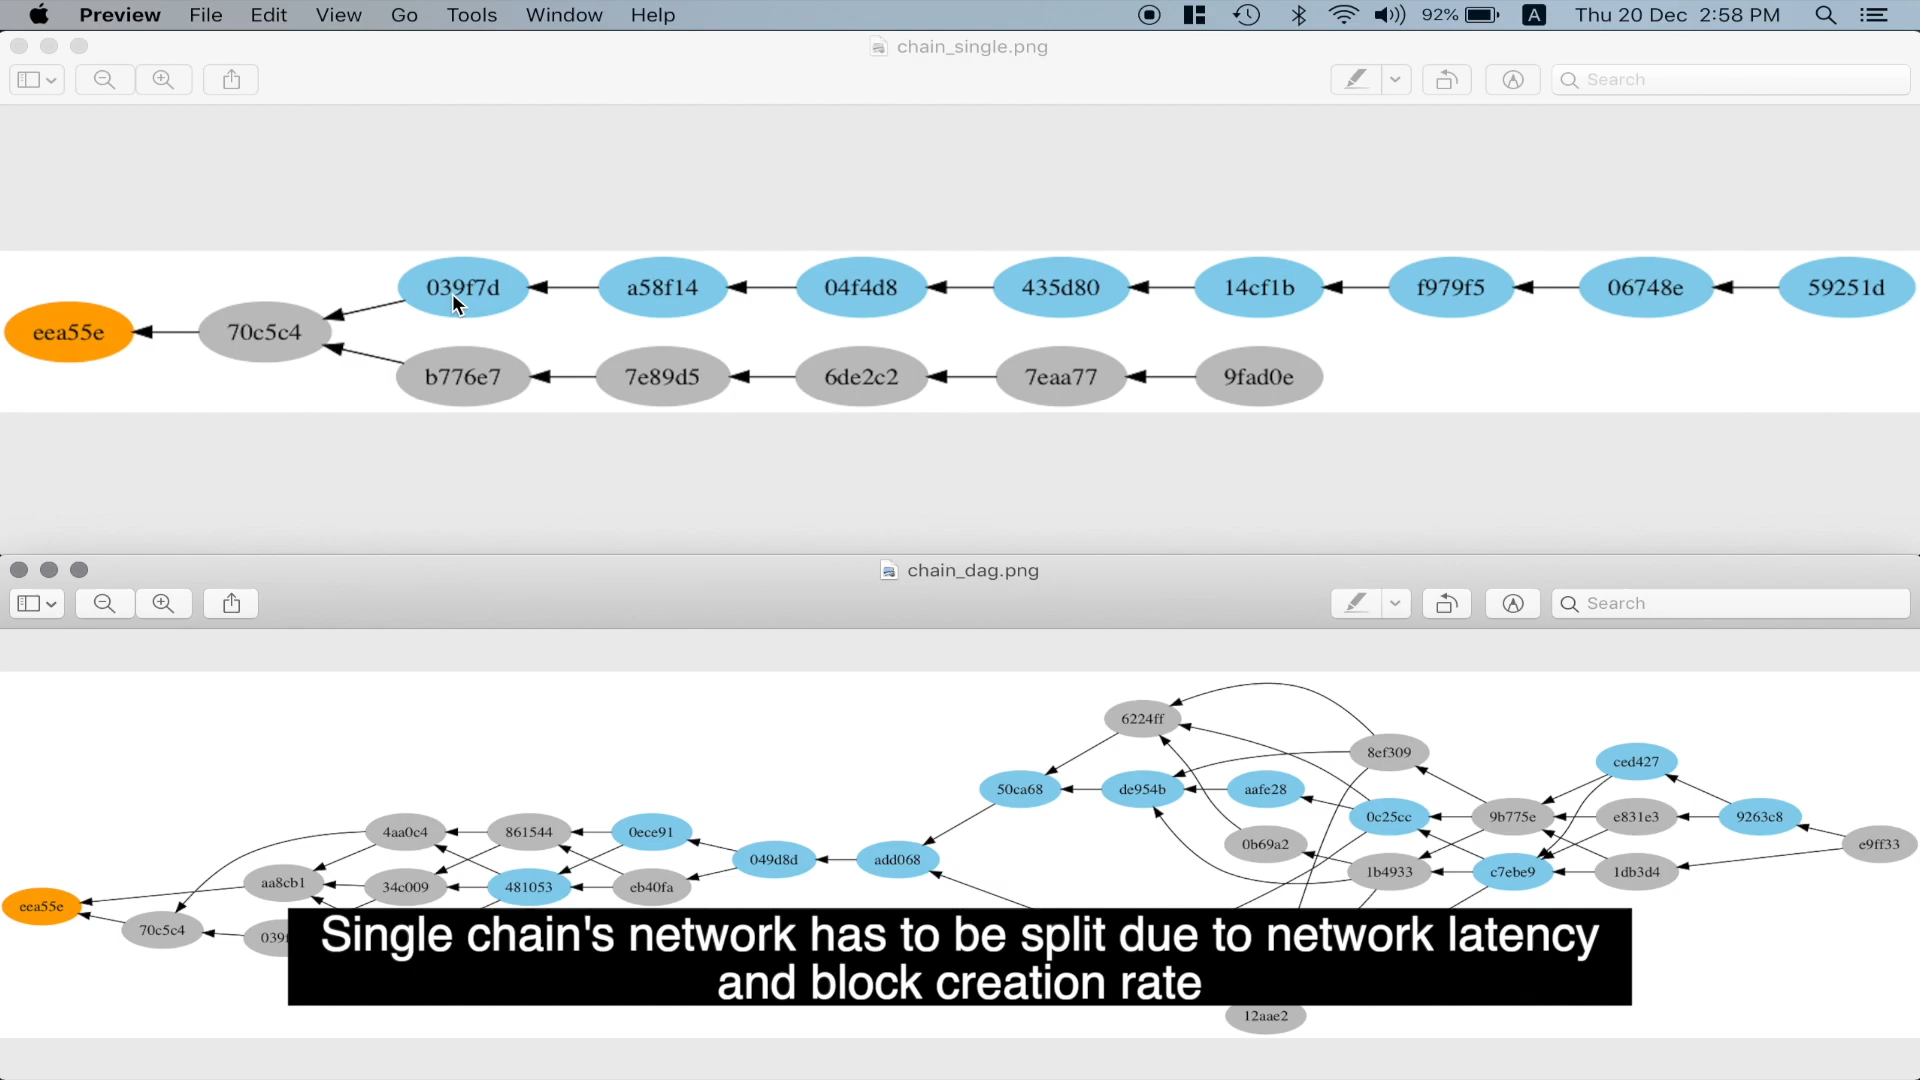 Preview File Edit View Go Tools Window Help 92% A Thu 20 Dec 2:58 PM
chain_single.png
Search
039f7d a58f14 04f4d8 435d80 14cf1b f979f5 06748e 59251d
eea55e 70c5c4
b776e7 7e89d5 6de2c2 7eaa77 9fad0e
chain_dag.png
Search
6224ff
8ef309
ced427
50ca68 de954b aafe28
0c25cc 9b775e e831e3 9263c8
4aa0c4 861544 0ece91
0b69a2 e9ff33
049d8d add068
1b4933 c7ebe9 1db3d4
aa8cb1 34c009 481053 eb40fa
eea55e
70c5c4 039f
Single chain's network has to be split due to network latency
and block creation rate
12aae2